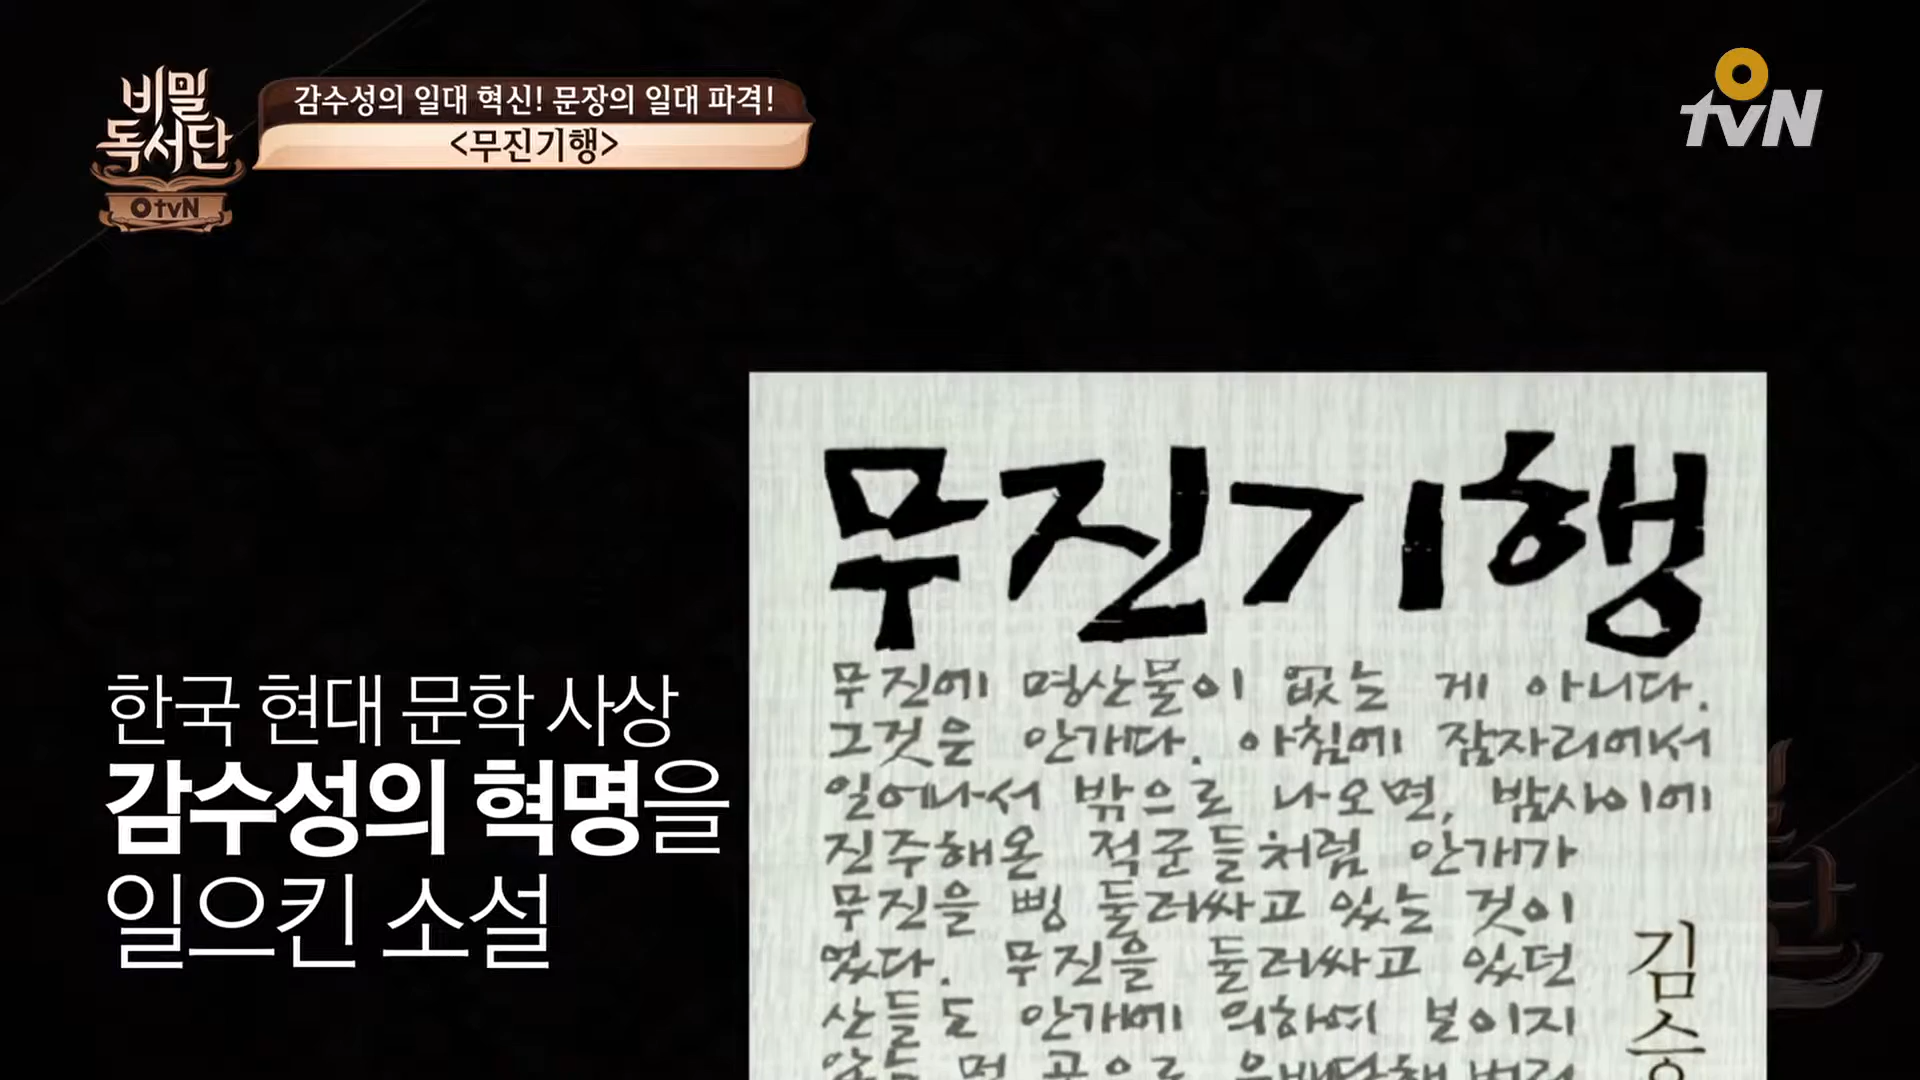 비밀
독서단
OtvN
감수성의 일대 혁신! 문장의 일대 파격!
<무진기행>
OtvN
한국 현대 문학 사상
감수성의 혁명을
일으킨 소설
무진기행
무진에 명산물이 없는 게 아니다.
그것은 안개다. 아침에 잠자리에서
일어나서 밖으로 나오면, 밤사이에
진주해온 적군들처럼 안개가
무진을 삥 둘러싸고 있는 것이
었다. 무진을 둘러싸고 있던
산들도 안개에 의하여 보이지
김승